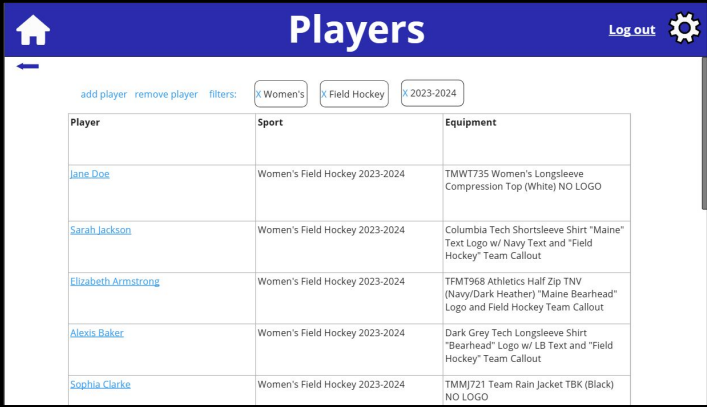 Players
Log out
add player remove player filters: X Women's X Field Hockey X 2023-2024
Player Sport Equipment
Jane Doe Women's Field Hockey 2023-2024 TMWT735 Women's Longsleeve
Compression Top (White) NO LOGO
Sarah Jackson Women's Field Hockey 2023-2024 Columbia Tech Shortsleeve Shirt "Maine"
Text Logo w/ Navy Text and "Field
Hockey" Team Callout
Elizabeth Armstrong Women's Field Hockey 2023-2024 TFMT968 Athletics Half Zip TNV
(Navy/Dark Heather) "Maine Bearhead"
Logo and Field Hockey Team Callout
Alexis Baker Women's Field Hockey 2023-2024 Dark Grey Tech Longsleeve Shirt
"Bearhead" Logo w/ LB Text and "Field
Hockey" Team Callout
Sophia Clarke Women's Field Hockey 2023-2024 TMMJ721 Team Rain Jacket TBK (Black)
NO LOGO